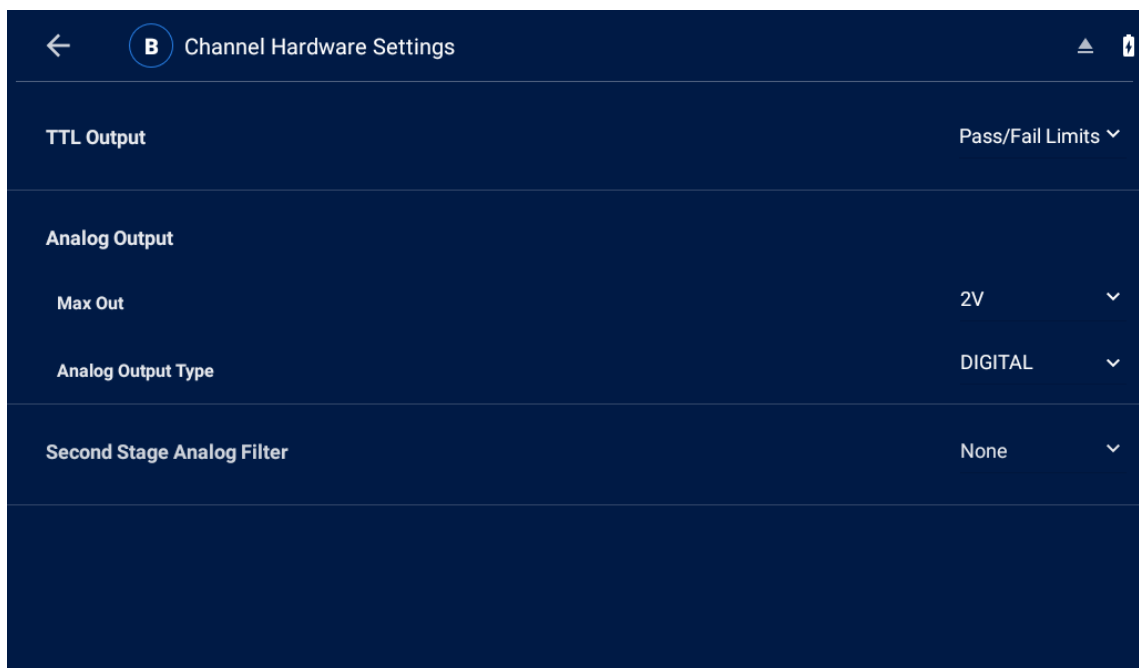 B Channel Hardware Settings
TTL Output Pass/Fail Limits
Analog Output
Max Out 2V
Analog Output Type DIGITAL
Second Stage Analog Filter None